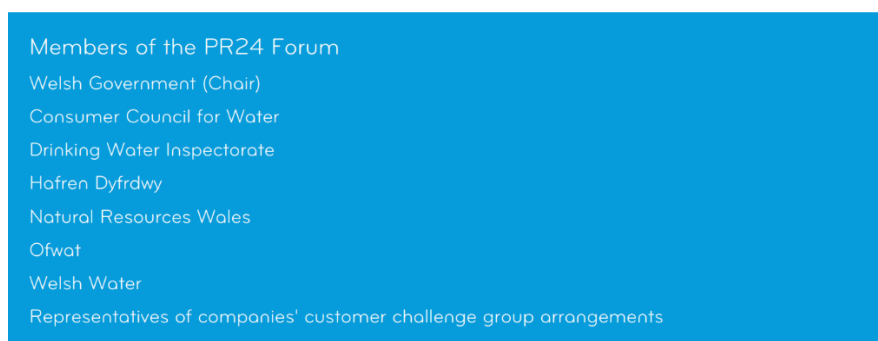 Members of the PR24 Forum
Welsh Government (Chair)
Consumer Council for Water
Drinking Water Inspectorate
Hafren Dyfrdwy
Natural Resources Wales
Ofwat
Welsh Water
Representatives of companies' customer challenge group arrangements